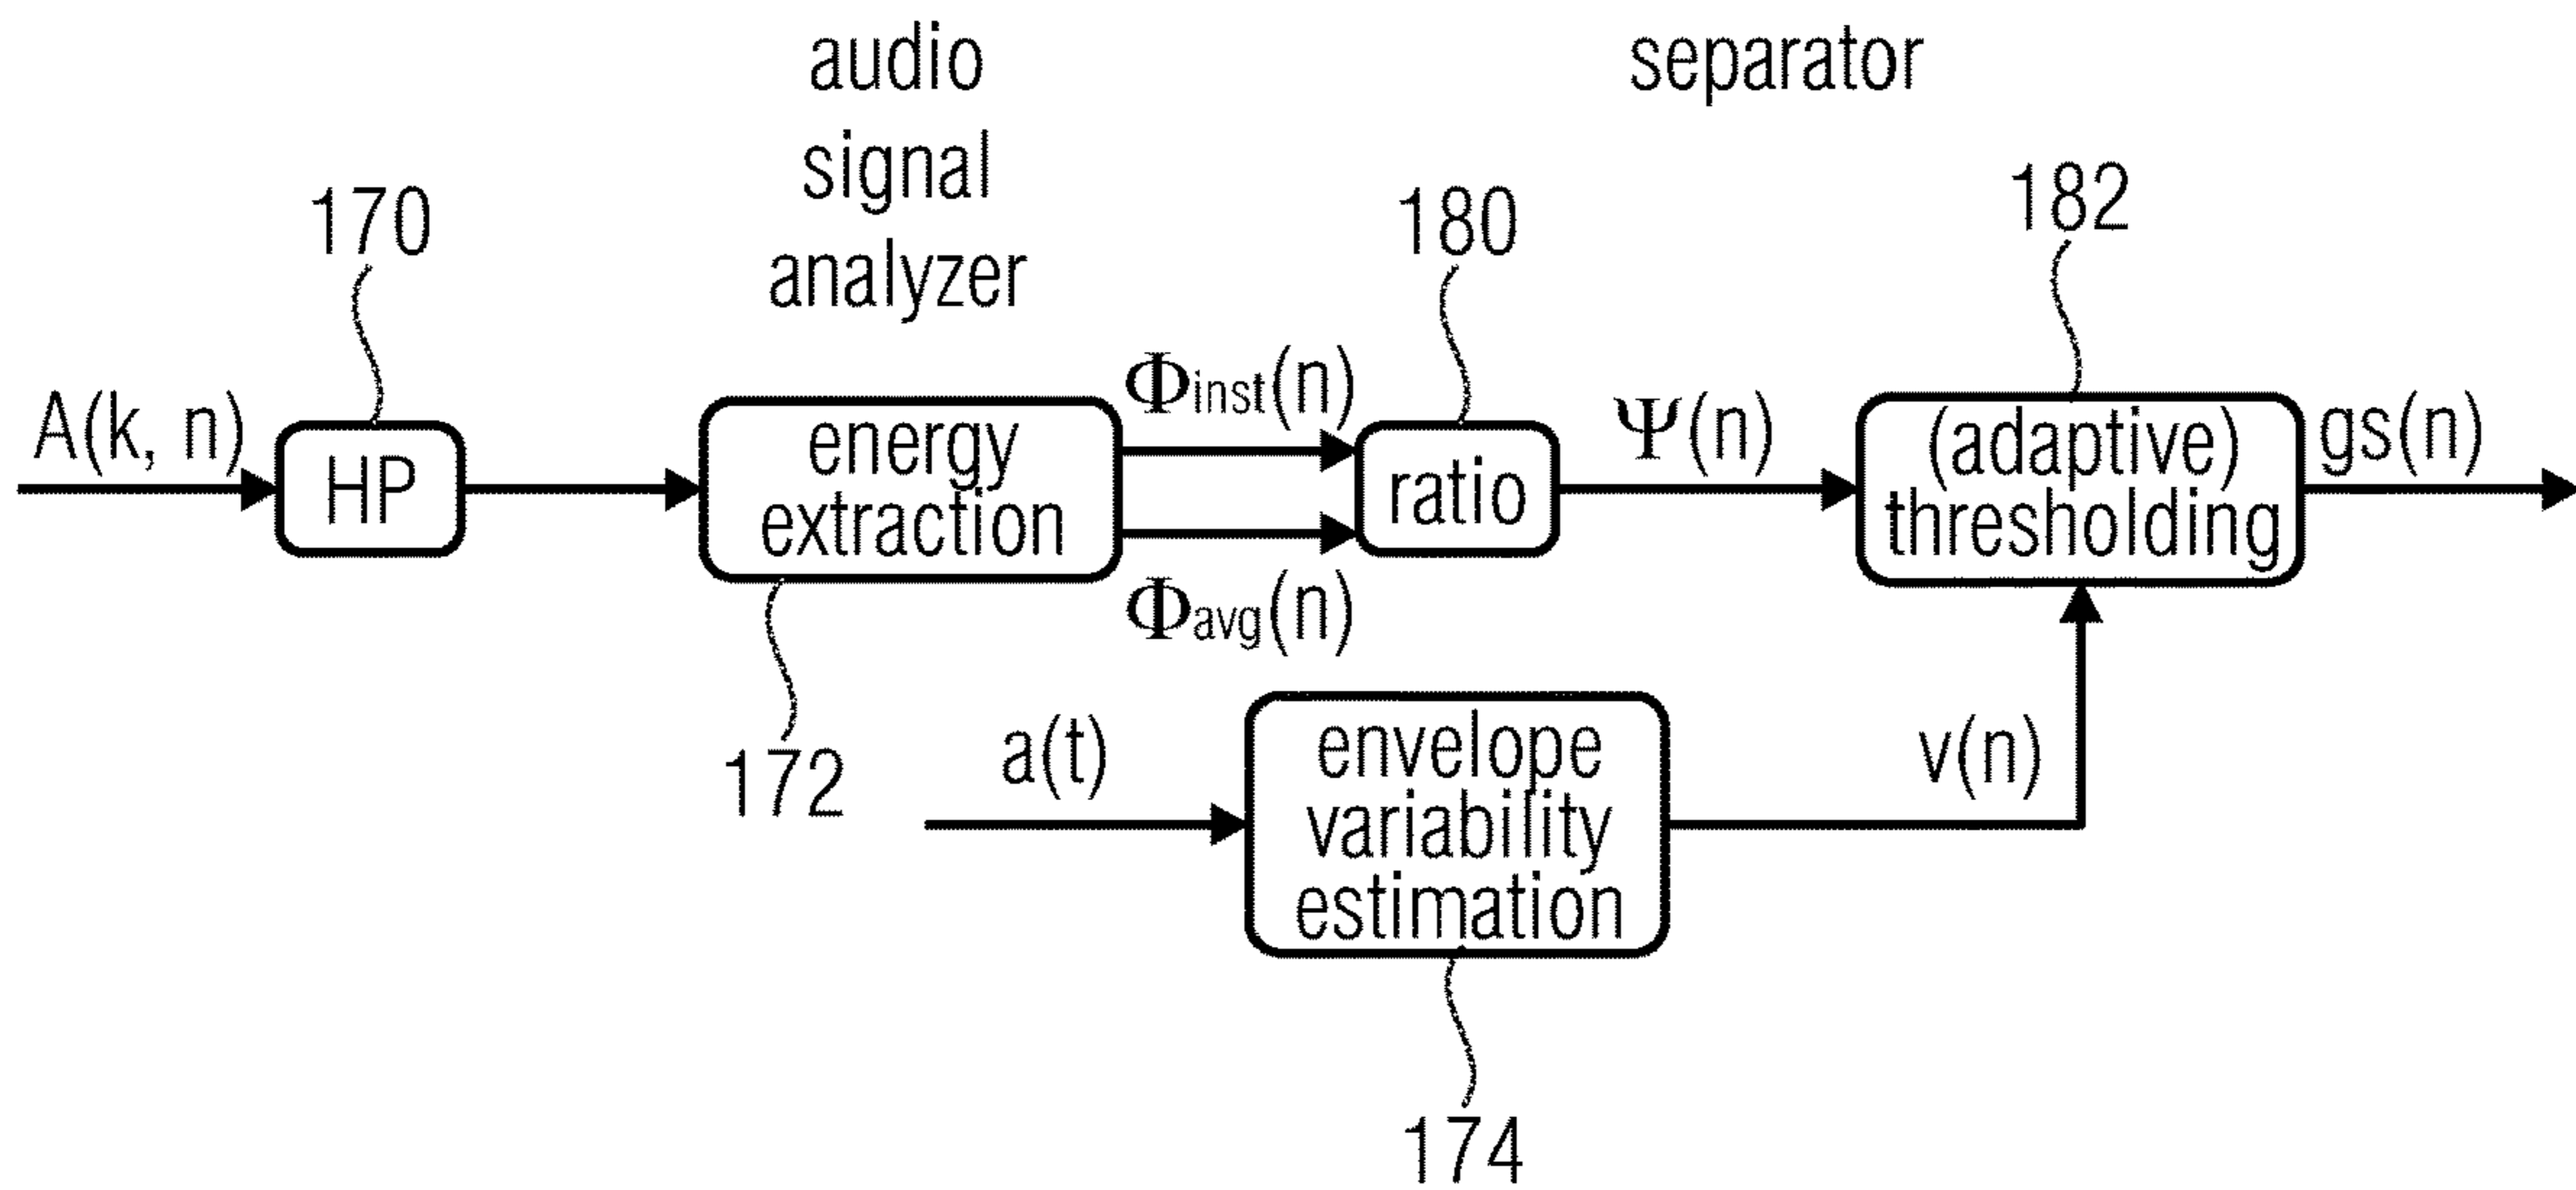 audio
signal
analyzer
separator
170
180
182
A(k, n)
HP
energy
extraction
Φinst(n)
Φavg(n)
ratio
Ψ(n)
(adaptive)
thresholding
gs(n)
172
a(t)
envelope
variability
estimation
v(n)
174